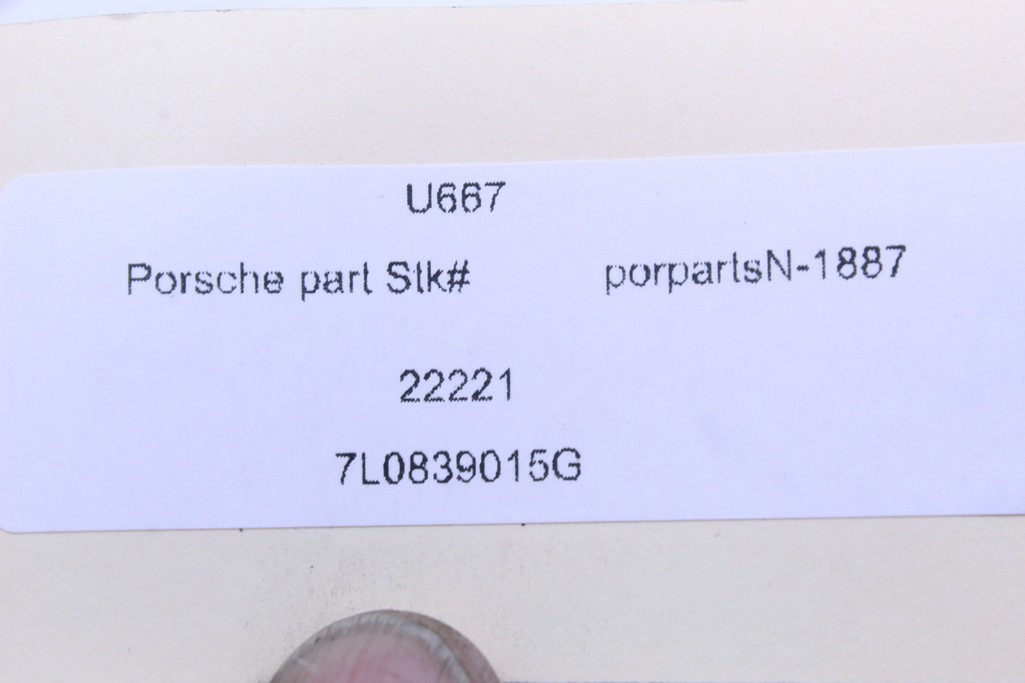 U667
Porsche part Stk# porpartsN-1887
22221
7L0839015G